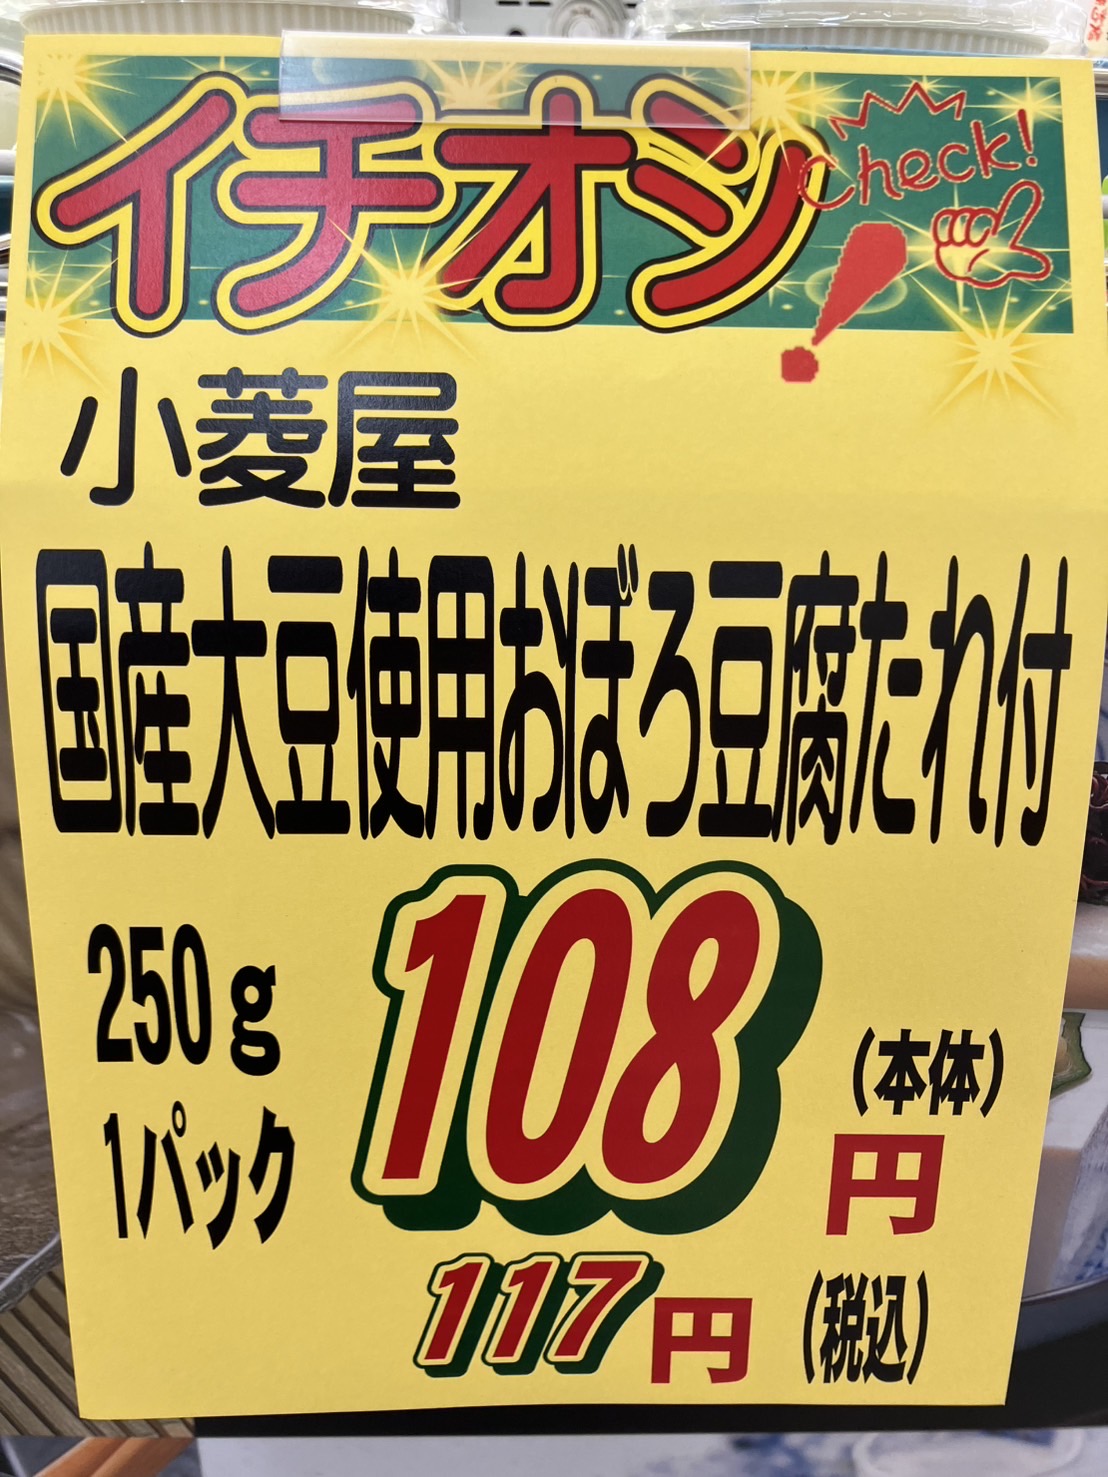 イチオシ
Check!
!
小菱屋
国産大豆使用おぼろ豆腐たれ付
250g
1パック
108
(本体)
円
117円
(税込)